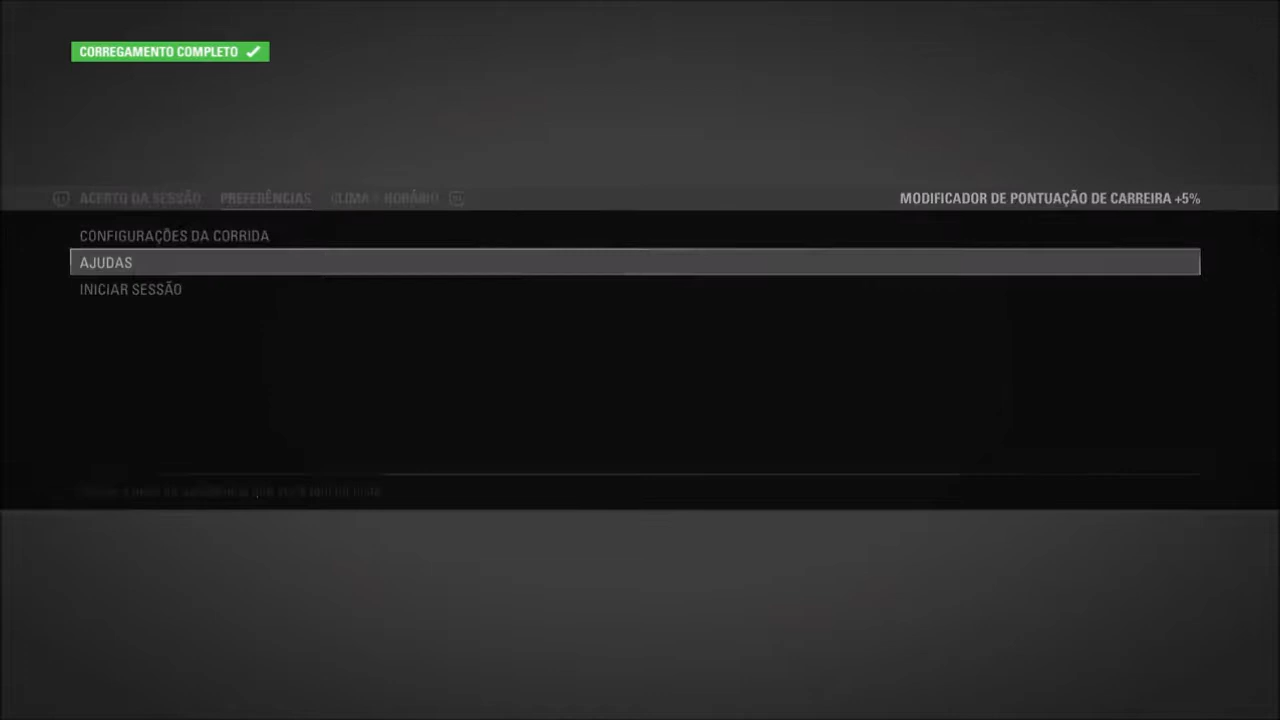 CORREGAMENTO COMPLETO
ACERTO DA SESSÃO PREFERÊNCIAS CLIMA E HORÁRIO MODIFICADOR DE PONTUAÇÃO DE CARREIRA +5%
CONFIGURAÇÕES DA CORRIDA
AJUDAS
INICIAR SESSÃO